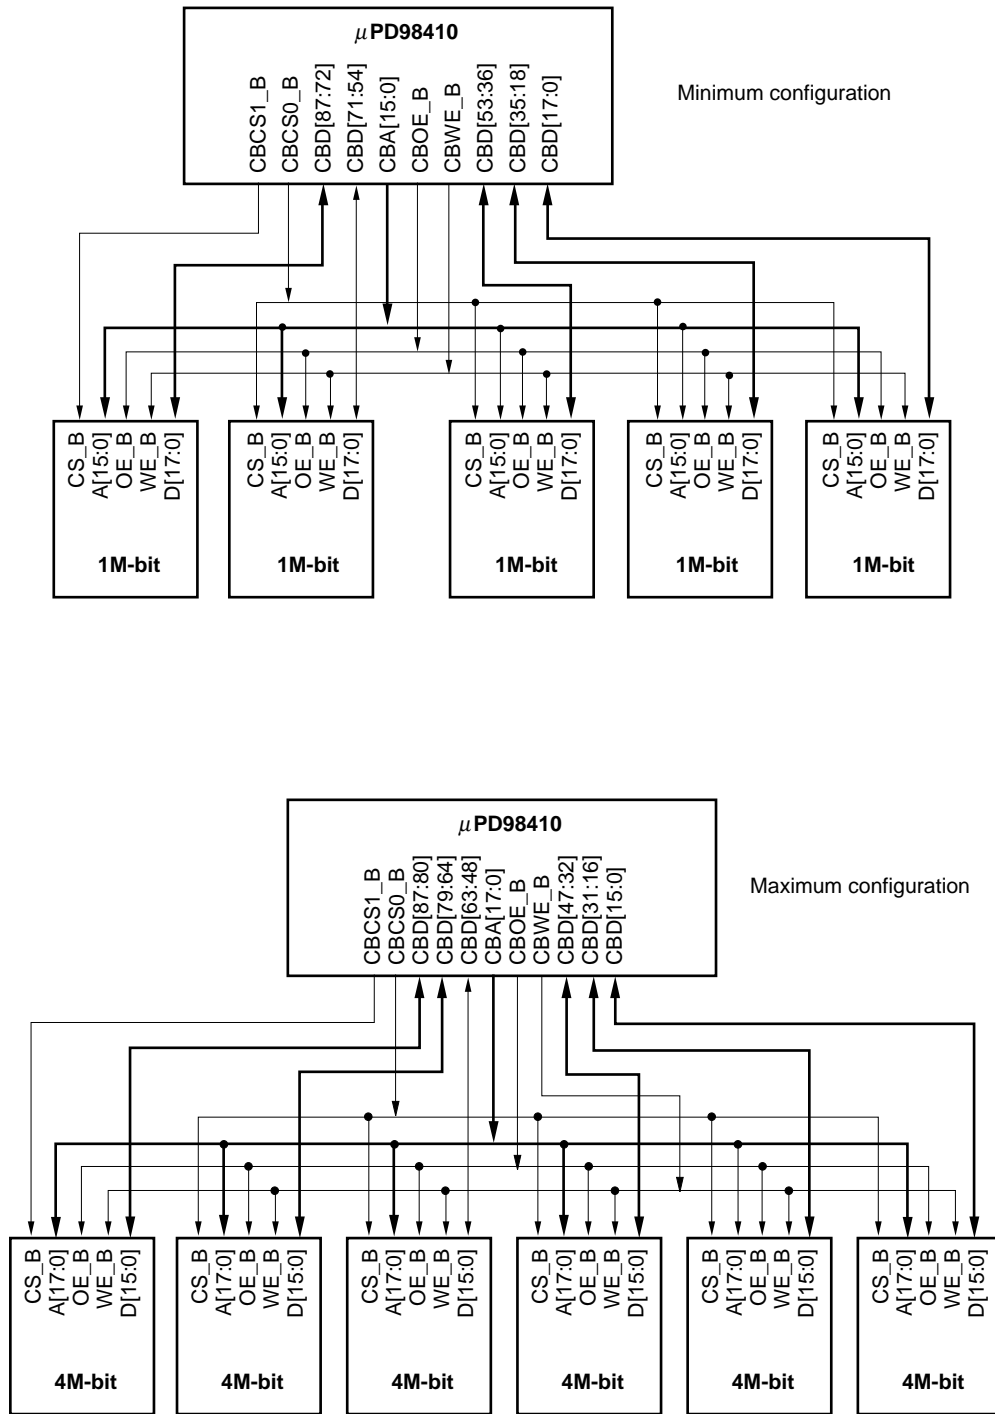 μPD98410
Minimum configuration
CBCS1_B
CBCS0_B
CBD[87:72]
CBD[71:54]
CBA[15:0]
CBOE_B
CBWE_B
CBD[53:36]
CBD[35:18]
CBD[17:0]
CS_B
A[15:0]
OE_B
WE_B
D[17:0]
1M-bit
CS_B
A[15:0]
OE_B
WE_B
D[17:0]
1M-bit
CS_B
A[15:0]
OE_B
WE_B
D[17:0]
1M-bit
CS_B
A[15:0]
OE_B
WE_B
D[17:0]
1M-bit
CS_B
A[15:0]
OE_B
WE_B
D[17:0]
1M-bit
μPD98410
Maximum configuration
CBCS1_B
CBCS0_B
CBD[87:80]
CBD[79:64]
CBD[63:48]
CBA[17:0]
CBOE_B
CBWE_B
CBD[47:32]
CBD[31:16]
CBD[15:0]
CS_B
A[17:0]
OE_B
WE_B
D[15:0]
4M-bit
CS_B
A[17:0]
OE_B
WE_B
D[15:0]
4M-bit
CS_B
A[17:0]
OE_B
WE_B
D[15:0]
4M-bit
CS_B
A[17:0]
OE_B
WE_B
D[15:0]
4M-bit
CS_B
A[17:0]
OE_B
WE_B
D[15:0]
4M-bit
CS_B
A[17:0]
OE_B
WE_B
D[15:0]
4M-bit